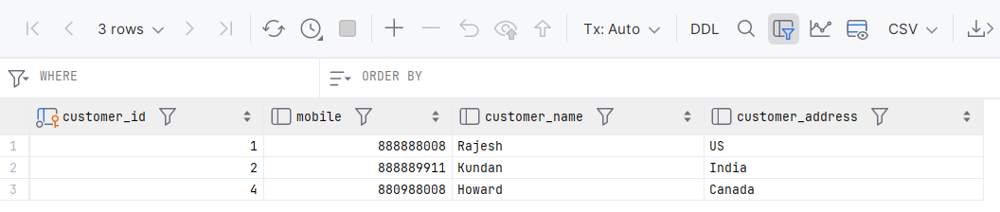 3 rows Tx: Auto DDL CSV
WHERE ORDER BY
customer_id mobile customer_name customer_address
1 1 888888008 Rajesh US
2 2 888889911 Kundan India
3 4 880988008 Howard Canada